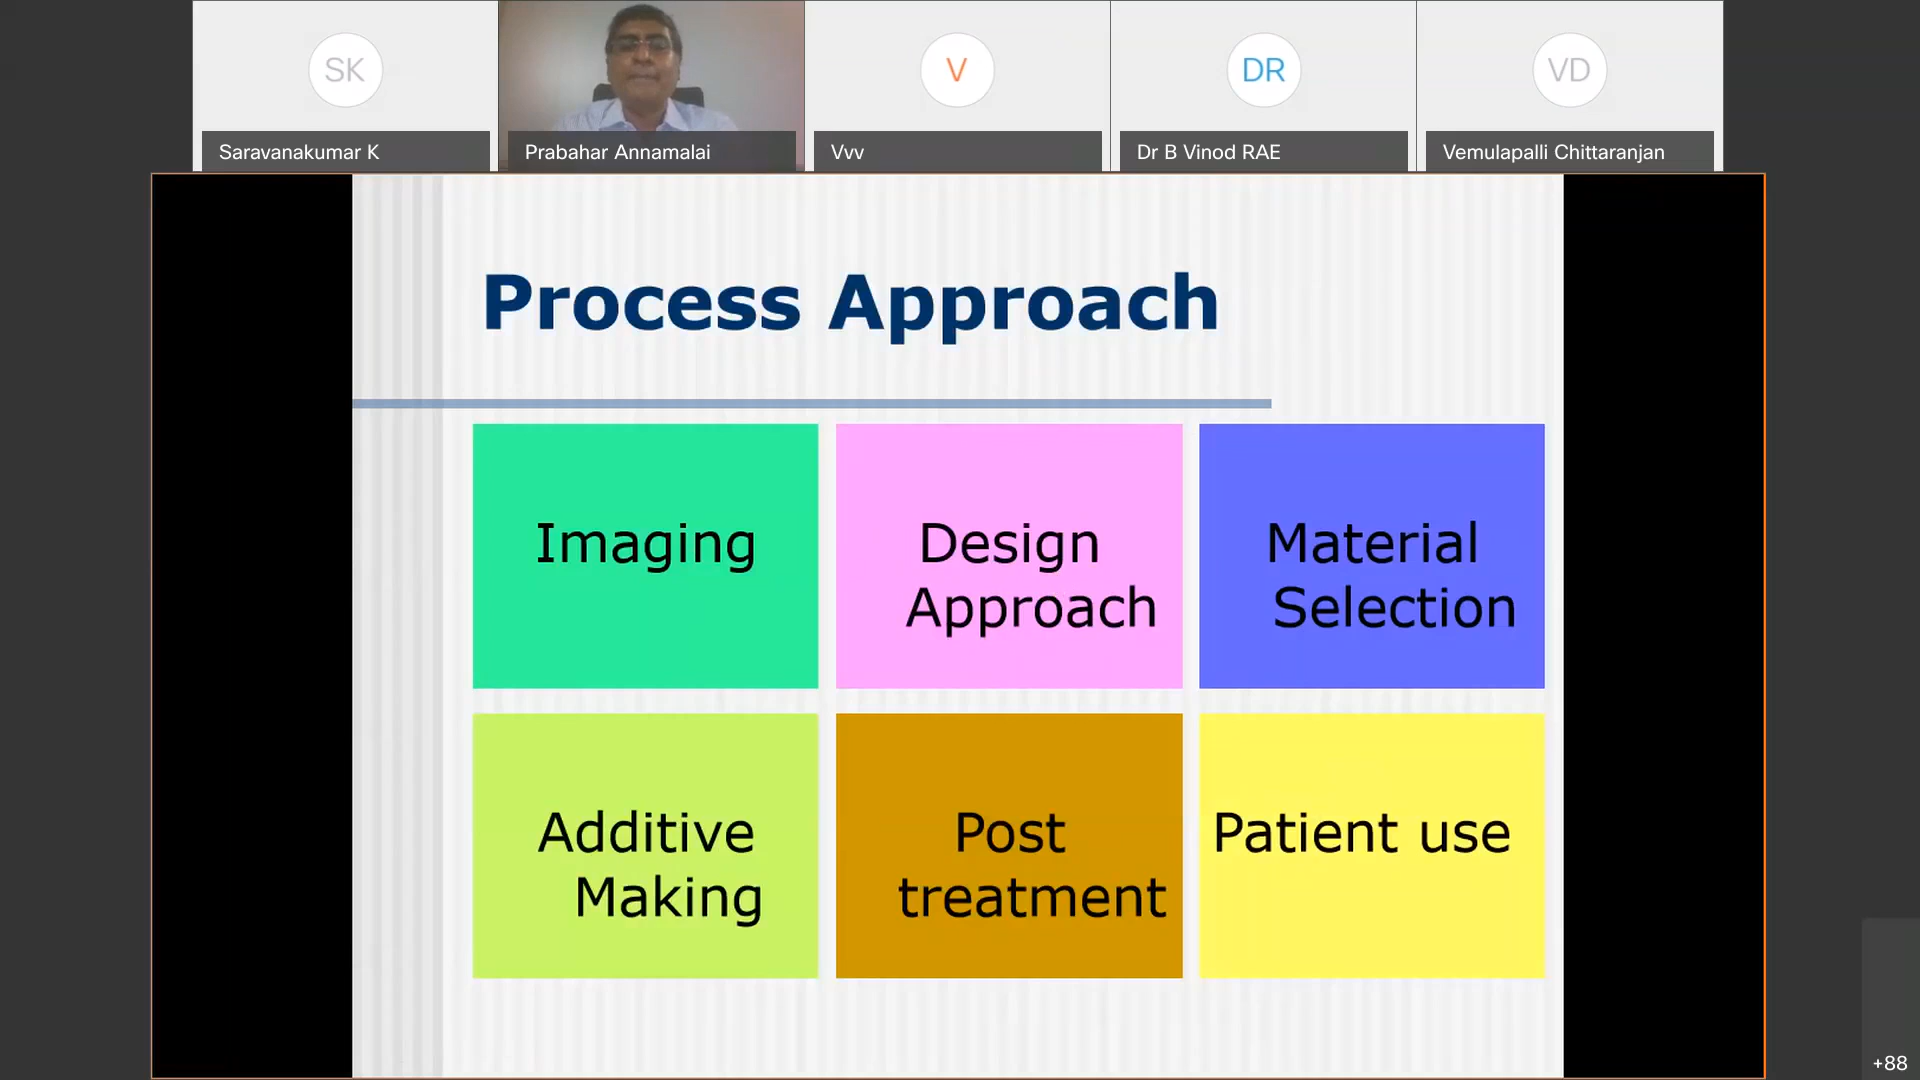 SK
V
DR
VD
Saravanakumar K
Prabahar Annamalai
Vvv
Dr B Vinod RAE
Vemulapalli Chittaranjan
Process Approach
Imaging
Design
Approach
Material
Selection
Additive
Making
Post
treatment
Patient use
+88